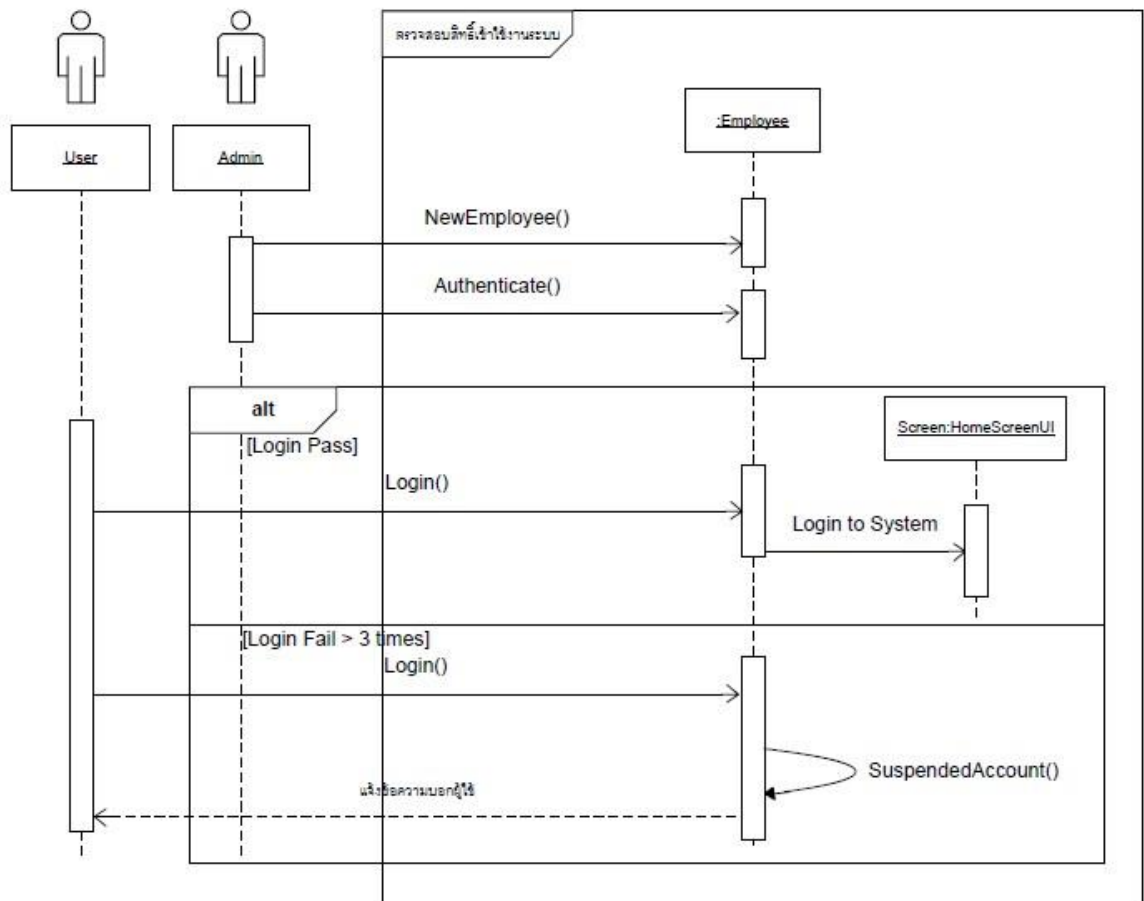 ตรวจสอบสิทธิ์เข้าใช้งานระบบ
User
Admin
:Employee
NewEmployee()
Authenticate()
alt
[Login Pass]
Screen:HomeScreenUI
Login()
Login to System
[Login Fail > 3 times]
Login()
SuspendedAccount()
แจ้งข้อความบอกผู้ใช้